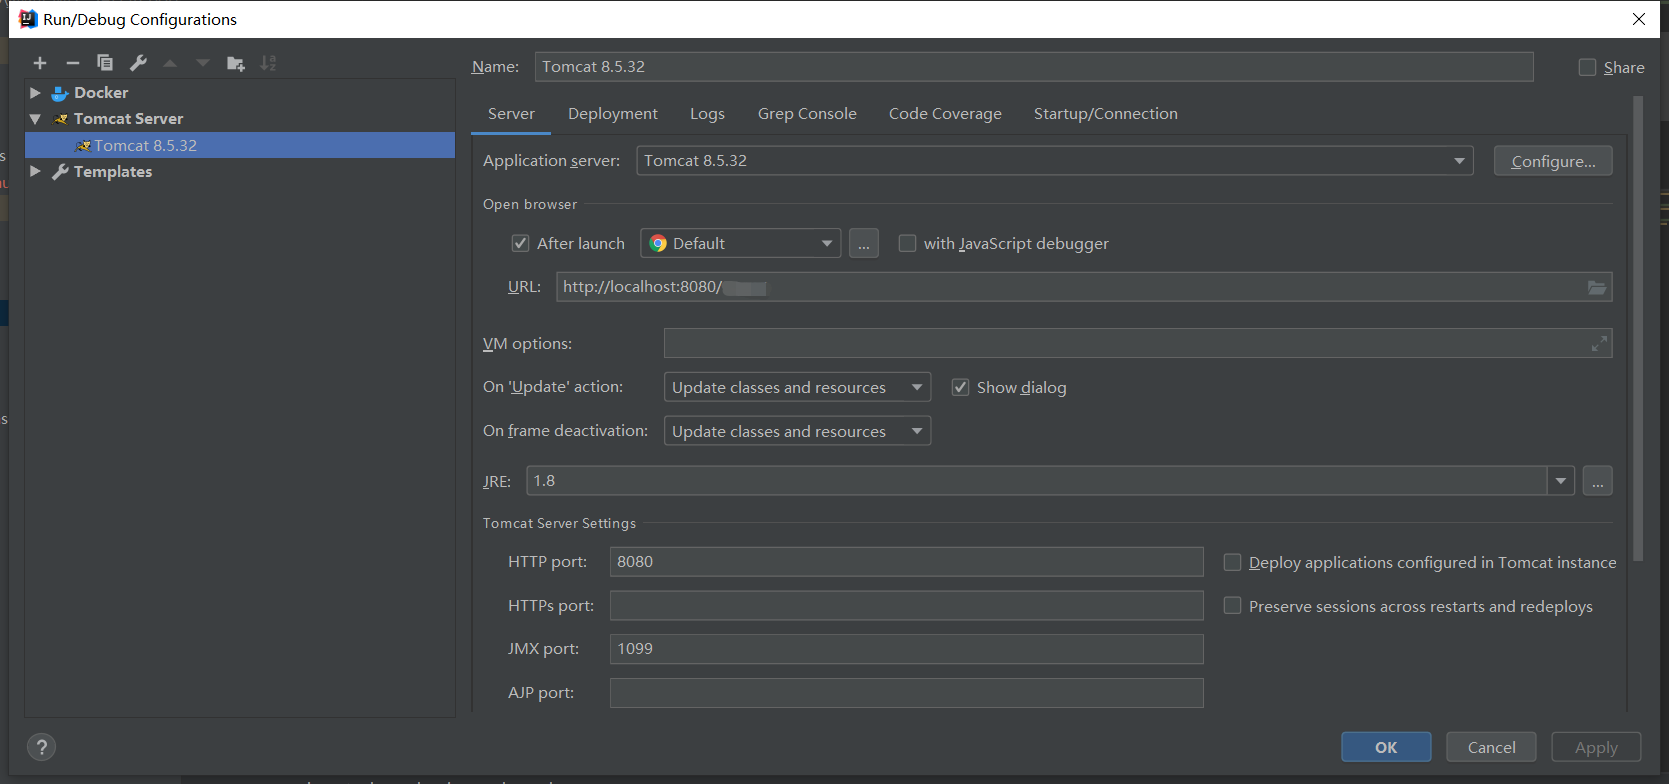 Run/Debug Configurations
Docker
Tomcat Server
Tomcat 8.5.32
Templates
Name: Tomcat 8.5.32
Share
Server Deployment Logs Grep Console Code Coverage Startup/Connection
Application server: Tomcat 8.5.32 Configure...
Open browser
After launch Default ... with JavaScript debugger
URL: http://localhost:8080/
VM options:
On 'Update' action: Update classes and resources Show dialog
On frame deactivation: Update classes and resources
JRE: 1.8 ...
Tomcat Server Settings
HTTP port: 8080 Deploy applications configured in Tomcat instance
HTTPs port: Preserve sessions across restarts and redeploys
JMX port: 1099
AJP port:
? OK Cancel Apply